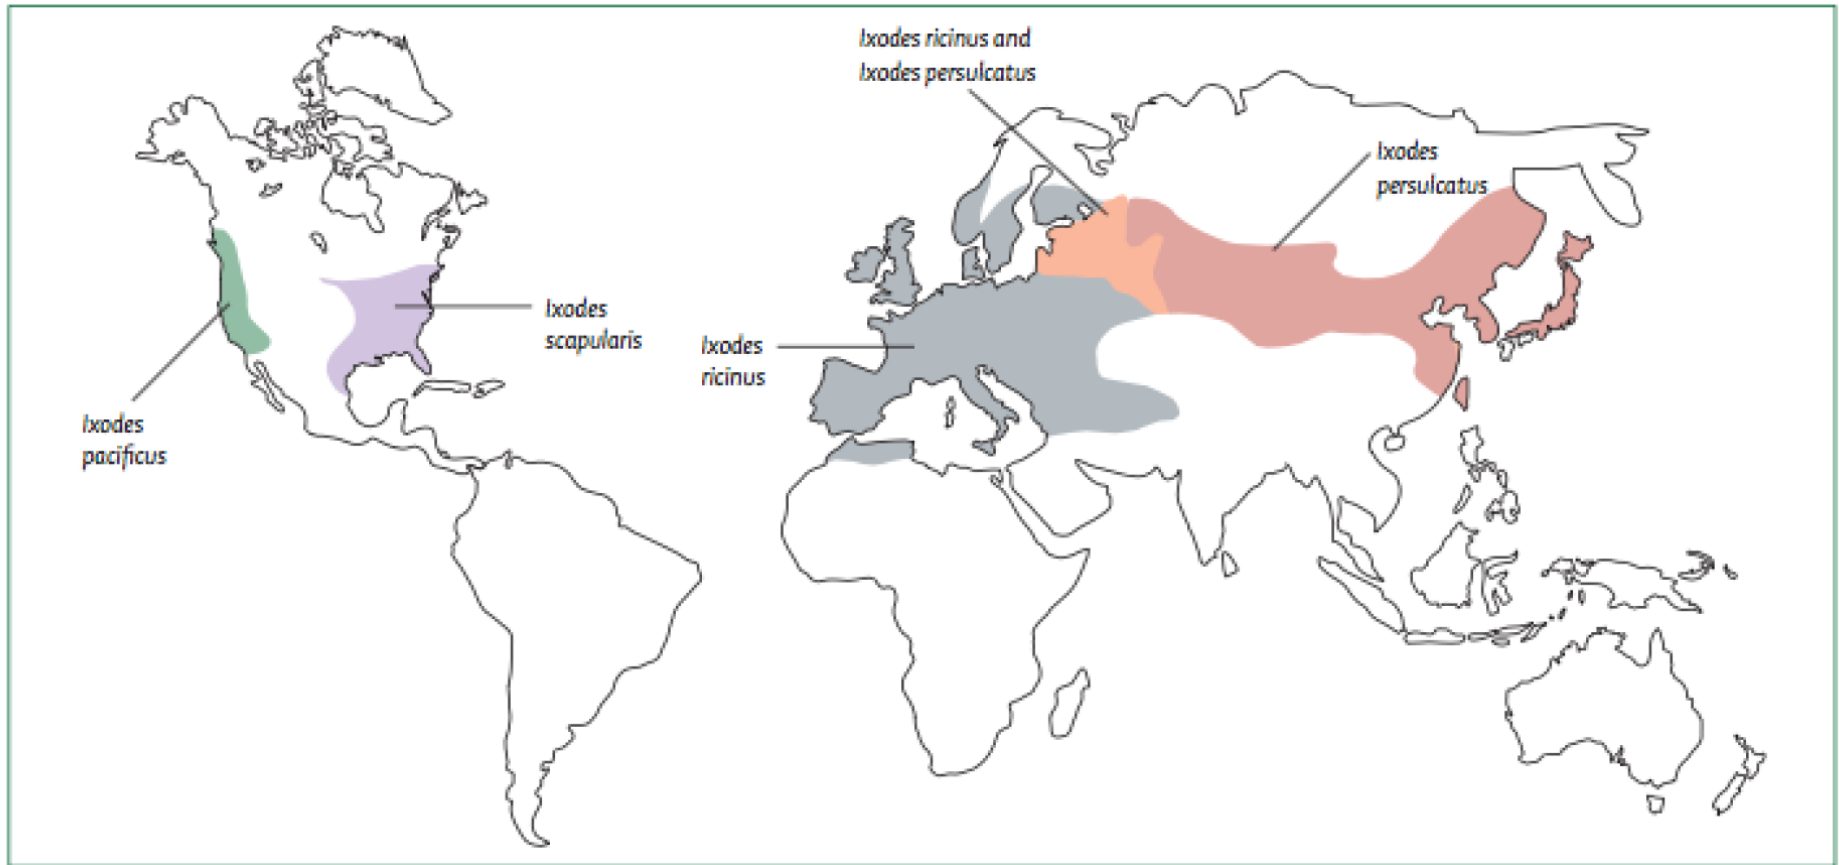 Ixodes ricinus and
Ixodes persulcatus
Ixodes
persulcatus
Ixodes
scapularis
Ixodes
ricinus
Ixodes
pacificus